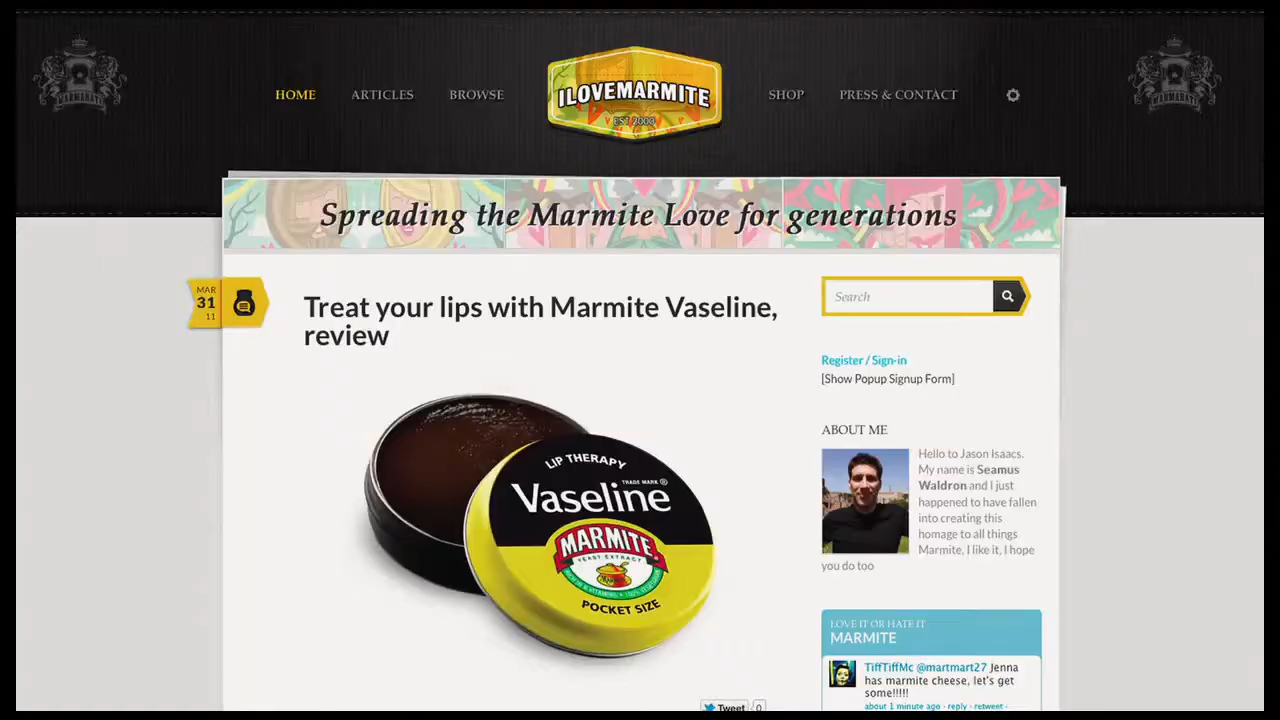 HOME
ARTICLES
BROWSE
ILOVEMARMITE
EST 2000
SHOP
PRESS & CONTACT
Spreading the Marmite Love for generations
MAR
31
11
Treat your lips with Marmite Vaseline,
review
LIP THERAPY
TRADE MARK ®
Vaseline
MARMITE
YEAST EXTRACT
100% VEGETARIAN
POCKET SIZE
Search
Register / Sign-in
[Show Popup Signup Form]
ABOUT ME
Hello to Jason Isaacs.
My name is Seamus
Waldron and I just
happened to have fallen
into creating this
homage to all things
Marmite, I like it, I hope
you do too
LOVE IT OR HATE IT
MARMITE
TiffTiffMc @martmart27 Jenna
has marmite cheese, let's get
some!!!!!
about 1 minute ago · reply · retweet ·
Tweet
0